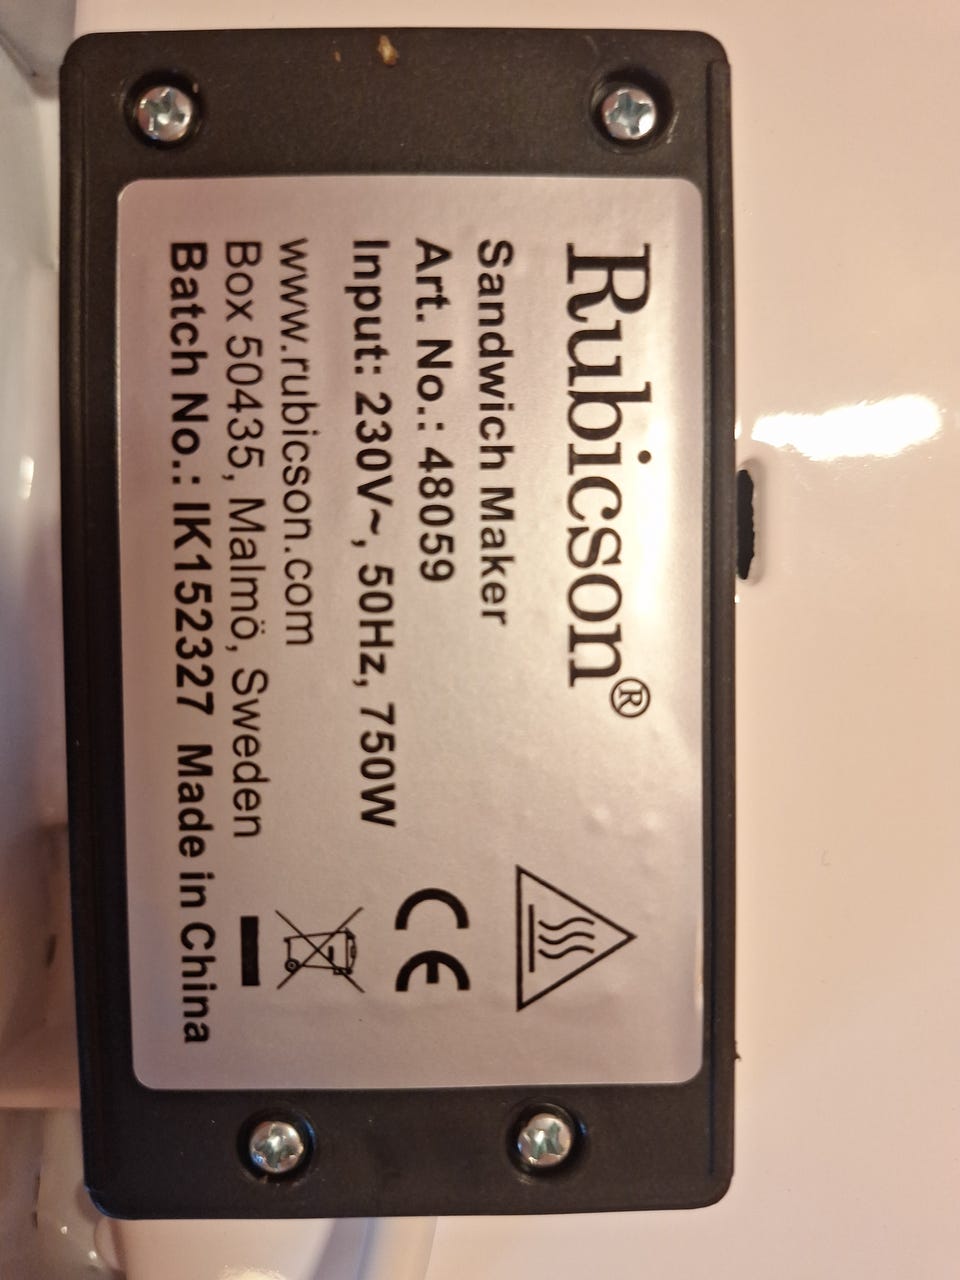 Rubicson®
Sandwich Maker
Art. No.: 48059
Input: 230V~, 50Hz, 750W
www.rubicson.com
Box 50435, Malmö, Sweden
Batch No.: IK152327 Made in China
CE